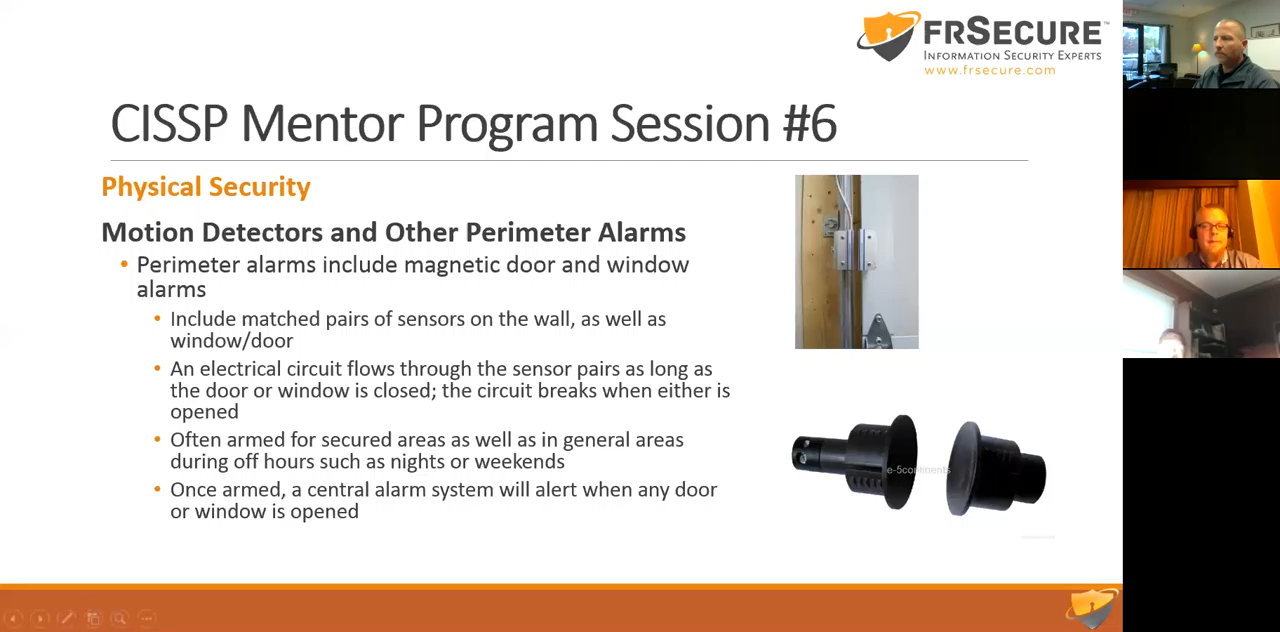 FRSECURE™
INFORMATION SECURITY EXPERTS
www.frsecure.com
CISSP Mentor Program Session #6
Physical Security
Motion Detectors and Other Perimeter Alarms
• Perimeter alarms include magnetic door and window
alarms
• Include matched pairs of sensors on the wall, as well as
window/door
• An electrical circuit flows through the sensor pairs as long as
the door or window is closed; the circuit breaks when either is
opened
• Often armed for secured areas as well as in general areas
during off hours such as nights or weekends
• Once armed, a central alarm system will alert when any door
or window is opened